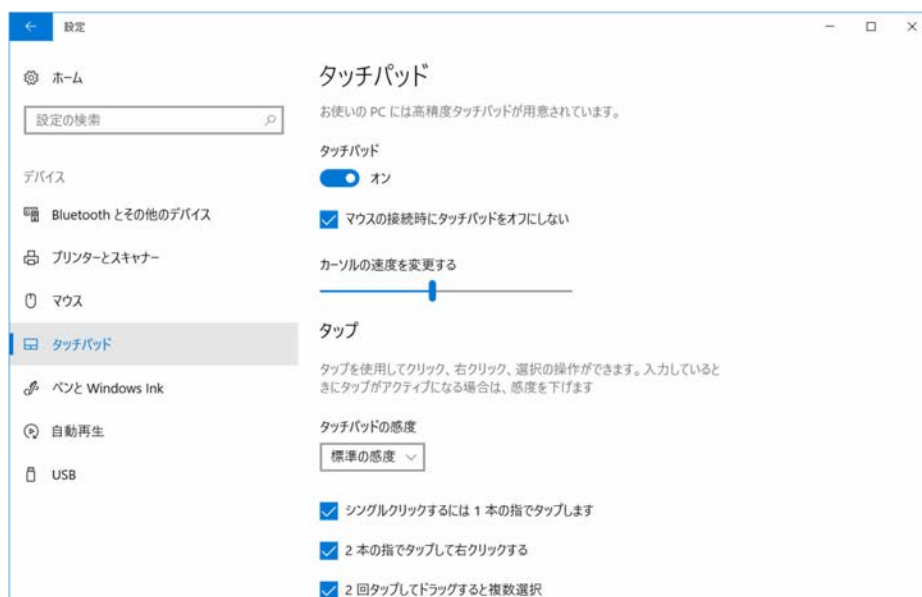 設定
ホーム
設定の検索
デバイス
Bluetooth とその他のデバイス
プリンターとスキャナー
マウス
タッチパッド
ペンと Windows Ink
自動再生
USB
タッチパッド
お使いの PC には高精度タッチパッドが用意されています。
タッチパッド
オン
マウスの接続時にタッチパッドをオフにしない
カーソルの速度を変更する
タップ
タップを使用してクリック、右クリック、選択の操作ができます。入力していると
きにタップがアクティブになる場合は、感度を下げます
タッチパッドの感度
標準の感度
シングルクリックするには 1 本の指でタップします
2 本の指でタップして右クリックする
2 回タップしてドラッグすると複数選択